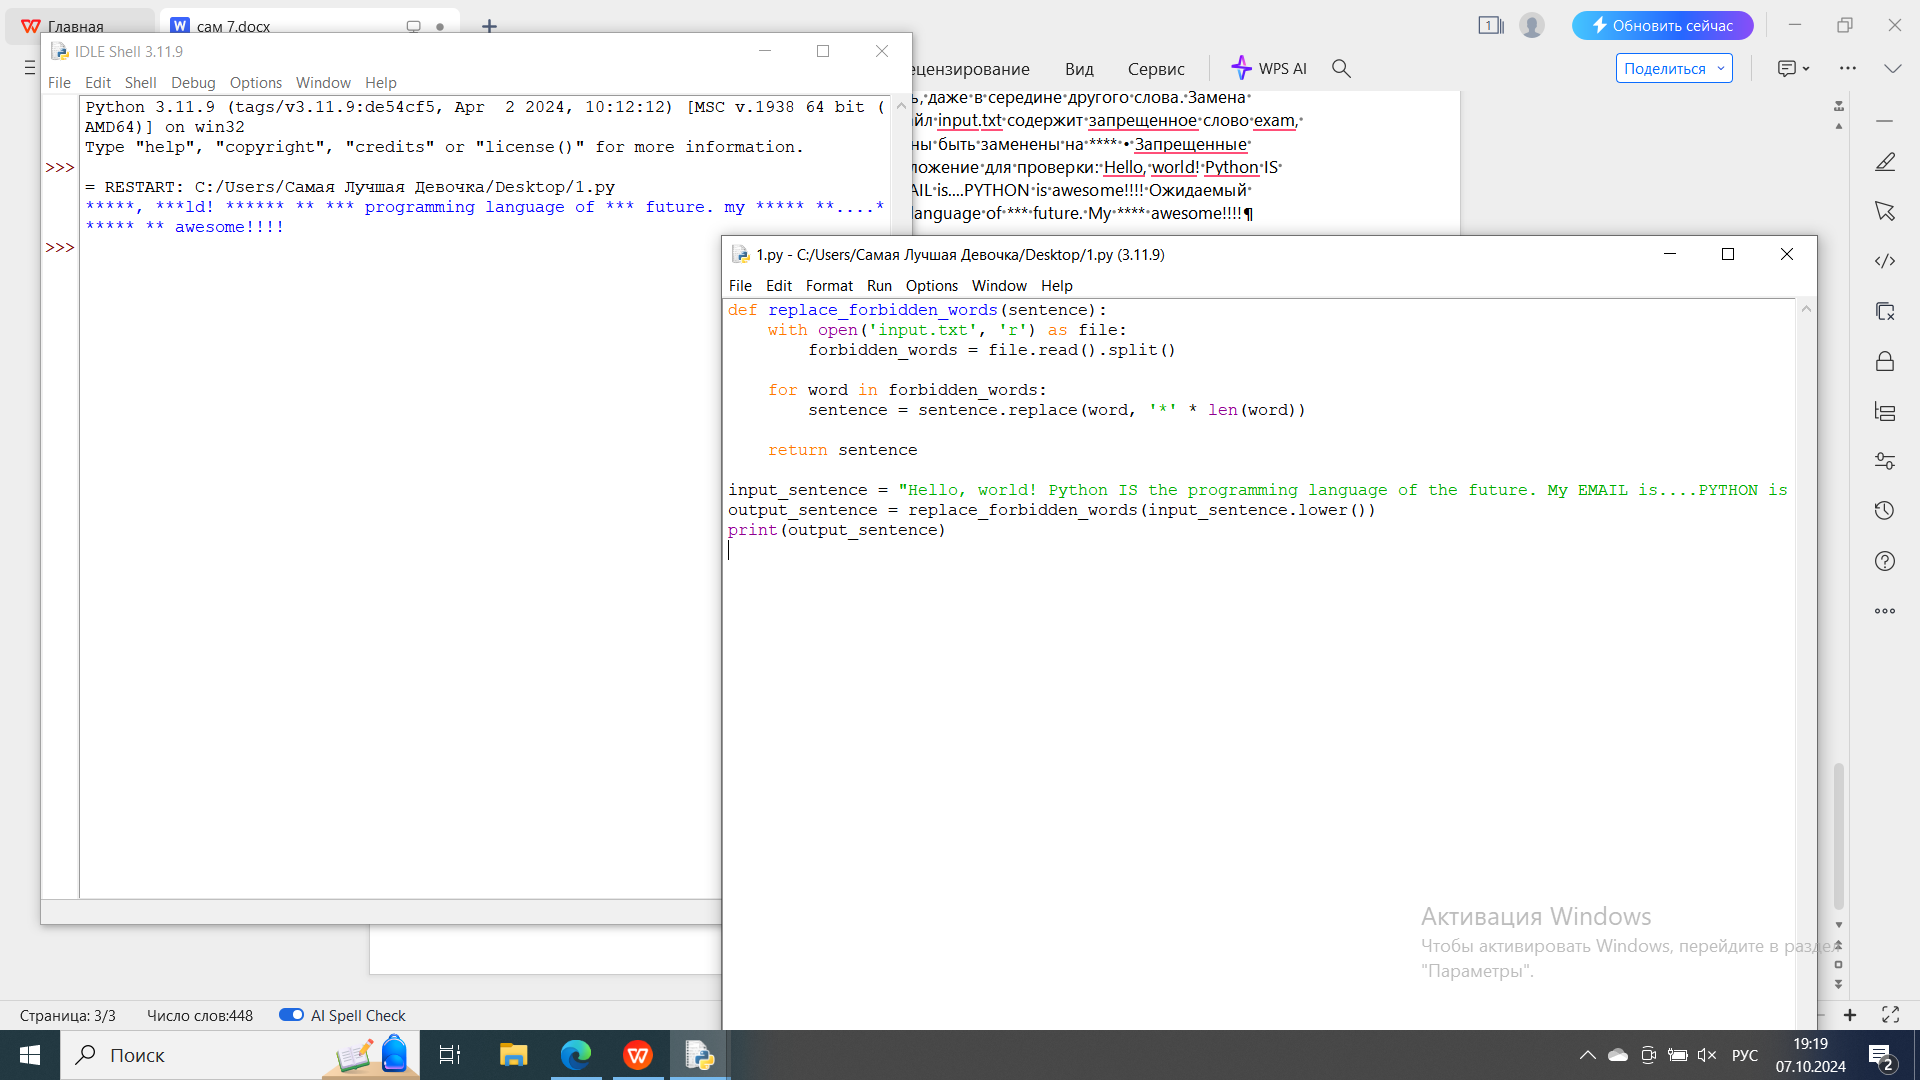 Главная
сам 7.docx
1
Обновить сейчас
ецензирование
Вид
Сервис
WPS AI
Поделиться
ь, даже в середине другого слова. Замена
йл input.txt содержит запрещенное слово exam,
ны быть заменены на **** • Запрещенные
ложение для проверки: Hello, world! Python IS
AIL is....PYTHON is awesome!!!! Ожидаемый
language of *** future. My **** awesome!!!!¶
IDLE Shell 3.11.9
File Edit Shell Debug Options Window Help
Python 3.11.9 (tags/v3.11.9:de54cf5, Apr  2 2024, 10:12:12) [MSC v.1938 64 bit (
AMD64)] on win32
Type "help", "copyright", "credits" or "license()" for more information.
>>>
= RESTART: C:/Users/Самая Лучшая Девочка/Desktop/1.py
*****, ***ld! ****** ** *** programming language of *** future. my ***** **....*
***** ** awesome!!!!
>>>
1.py - C:/Users/Самая Лучшая Девочка/Desktop/1.py (3.11.9)
File Edit Format Run Options Window Help
def replace_forbidden_words(sentence):
    with open('input.txt', 'r') as file:
        forbidden_words = file.read().split()
    for word in forbidden_words:
        sentence = sentence.replace(word, '*' * len(word))
    return sentence
input_sentence = "Hello, world! Python IS the programming language of the future. My EMAIL is....PYTHON is
output_sentence = replace_forbidden_words(input_sentence.lower())
print(output_sentence)
Активация Windows
Чтобы активировать Windows, перейдите в раздел
"Параметры".
Страница: 3/3
Число слов:448
AI Spell Check
Поиск
РУС
19:19
07.10.2024
2